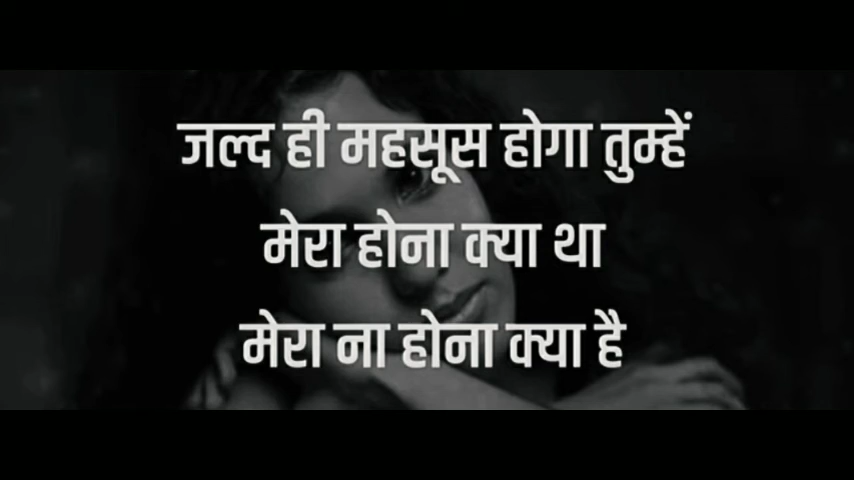 जल्द ही महसूस होगा तुम्हें
मेरा होना क्या था
मेरा ना होना क्या है